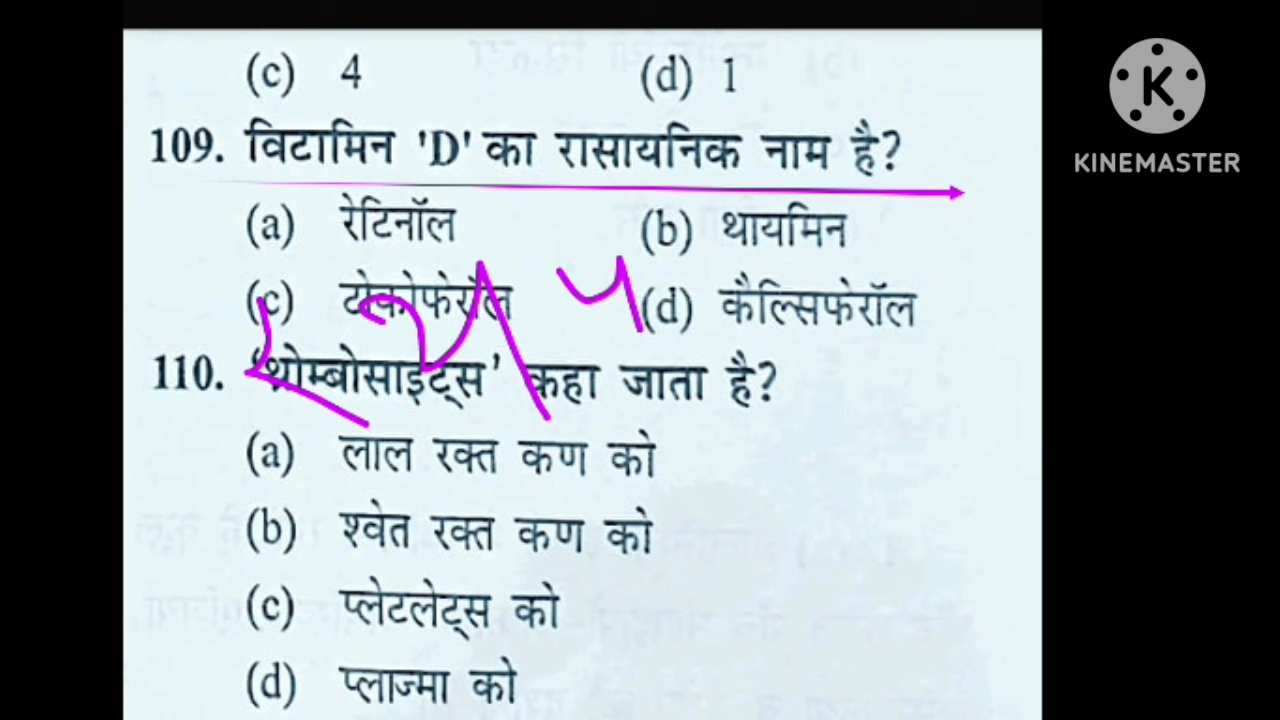 (c) 4 (d) 1
109. विटामिन 'D' का रासायनिक नाम है?
(a) रेटिनॉल (b) थायमिन
(c) टोकोफेरॉल (d) कैल्सिफेरॉल
110. 'थ्रोम्बोसाइट्स' कहा जाता है?
(a) लाल रक्त कण को
(b) श्वेत रक्त कण को
(c) प्लेटलेट्स को
(d) प्लाज्मा को
KINEMASTER